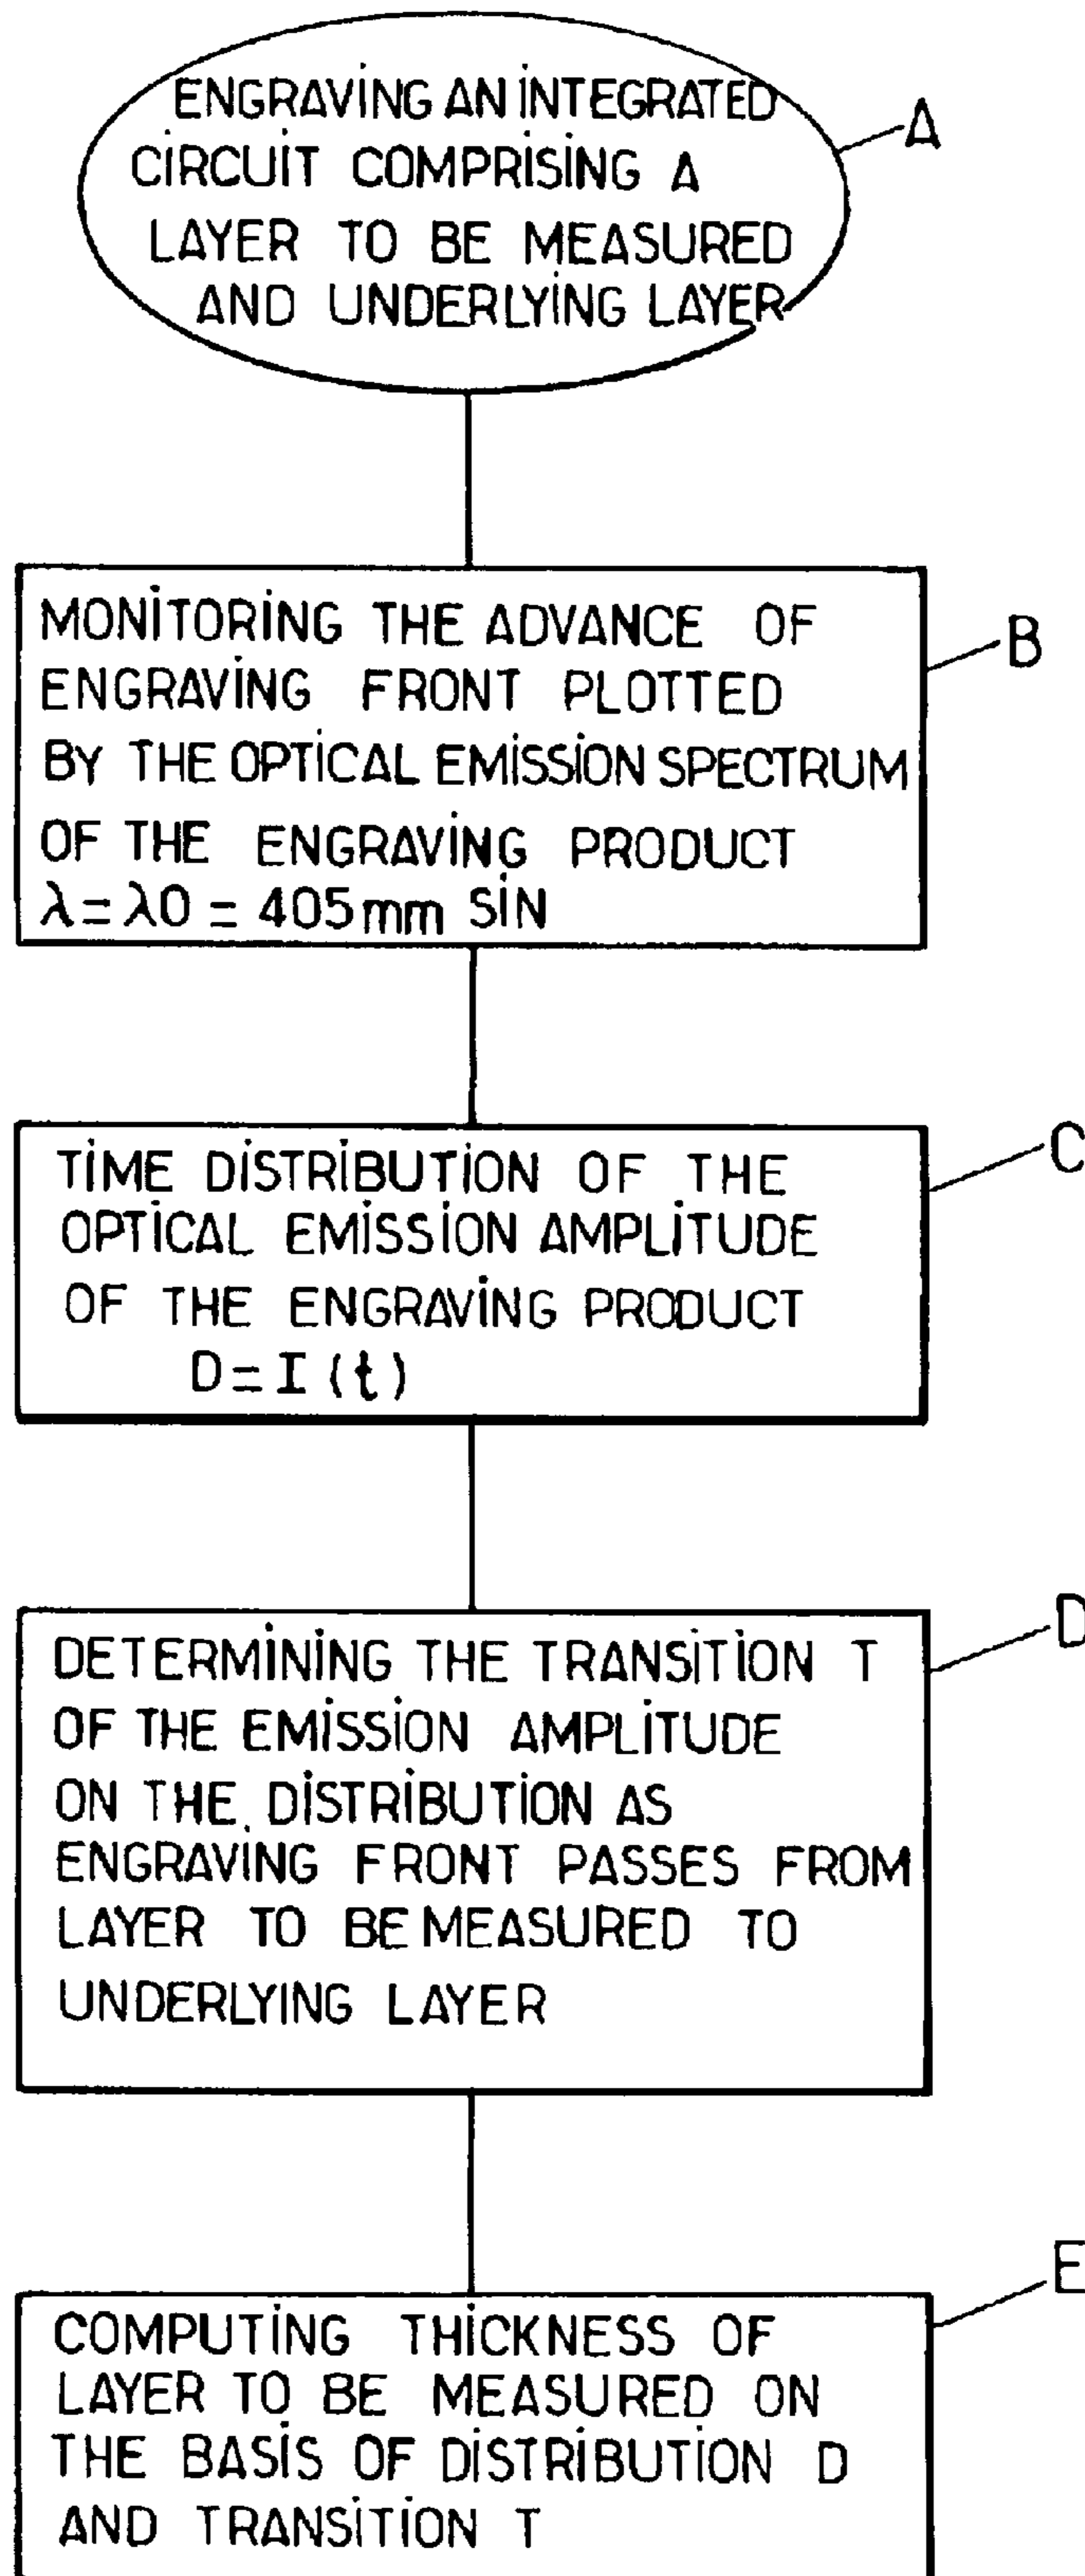 ENGRAVING AN INTEGRATED
CIRCUIT COMPRISING A
LAYER TO BE MEASURED
AND UNDERLYING LAYER
A
MONITORING THE ADVANCE OF
ENGRAVING FRONT PLOTTED
BY THE OPTICAL EMISSION SPECTRUM
OF THE ENGRAVING PRODUCT
λ = λ0 = 405mm SIN
B
TIME DISTRIBUTION OF THE
OPTICAL EMISSION AMPLITUDE
OF THE ENGRAVING PRODUCT
D = I (t)
C
DETERMINING THE TRANSITION T
OF THE EMISSION AMPLITUDE
ON THE DISTRIBUTION AS
ENGRAVING FRONT PASSES FROM
LAYER TO BE MEASURED TO
UNDERLYING LAYER
D
COMPUTING THICKNESS OF
LAYER TO BE MEASURED ON
THE BASIS OF DISTRIBUTION D
AND TRANSITION T
E